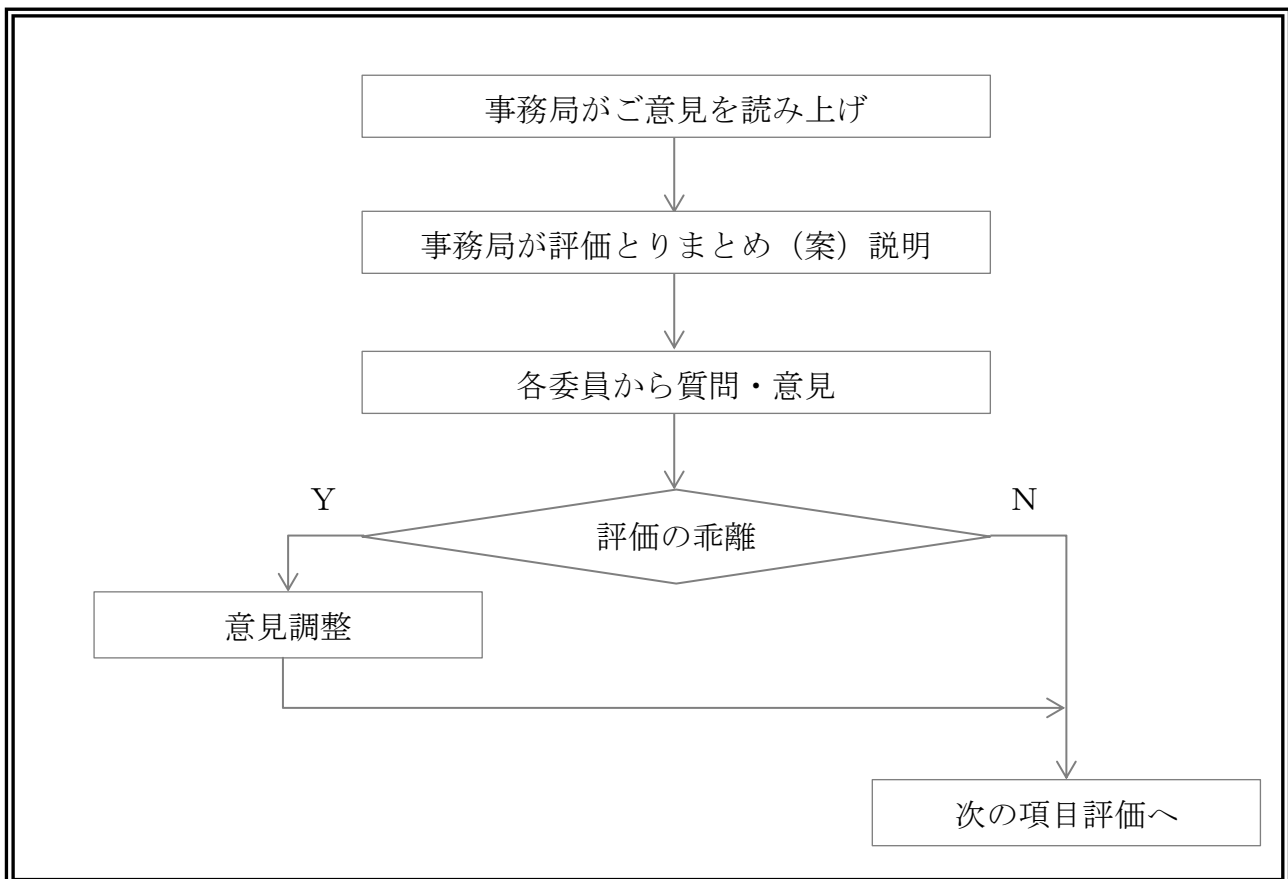 事務局がご意見を読み上げ
事務局が評価とりまとめ（案）説明
各委員から質問・意見
Ｙ
Ｎ
評価の乖離
意見調整
次の項目評価へ